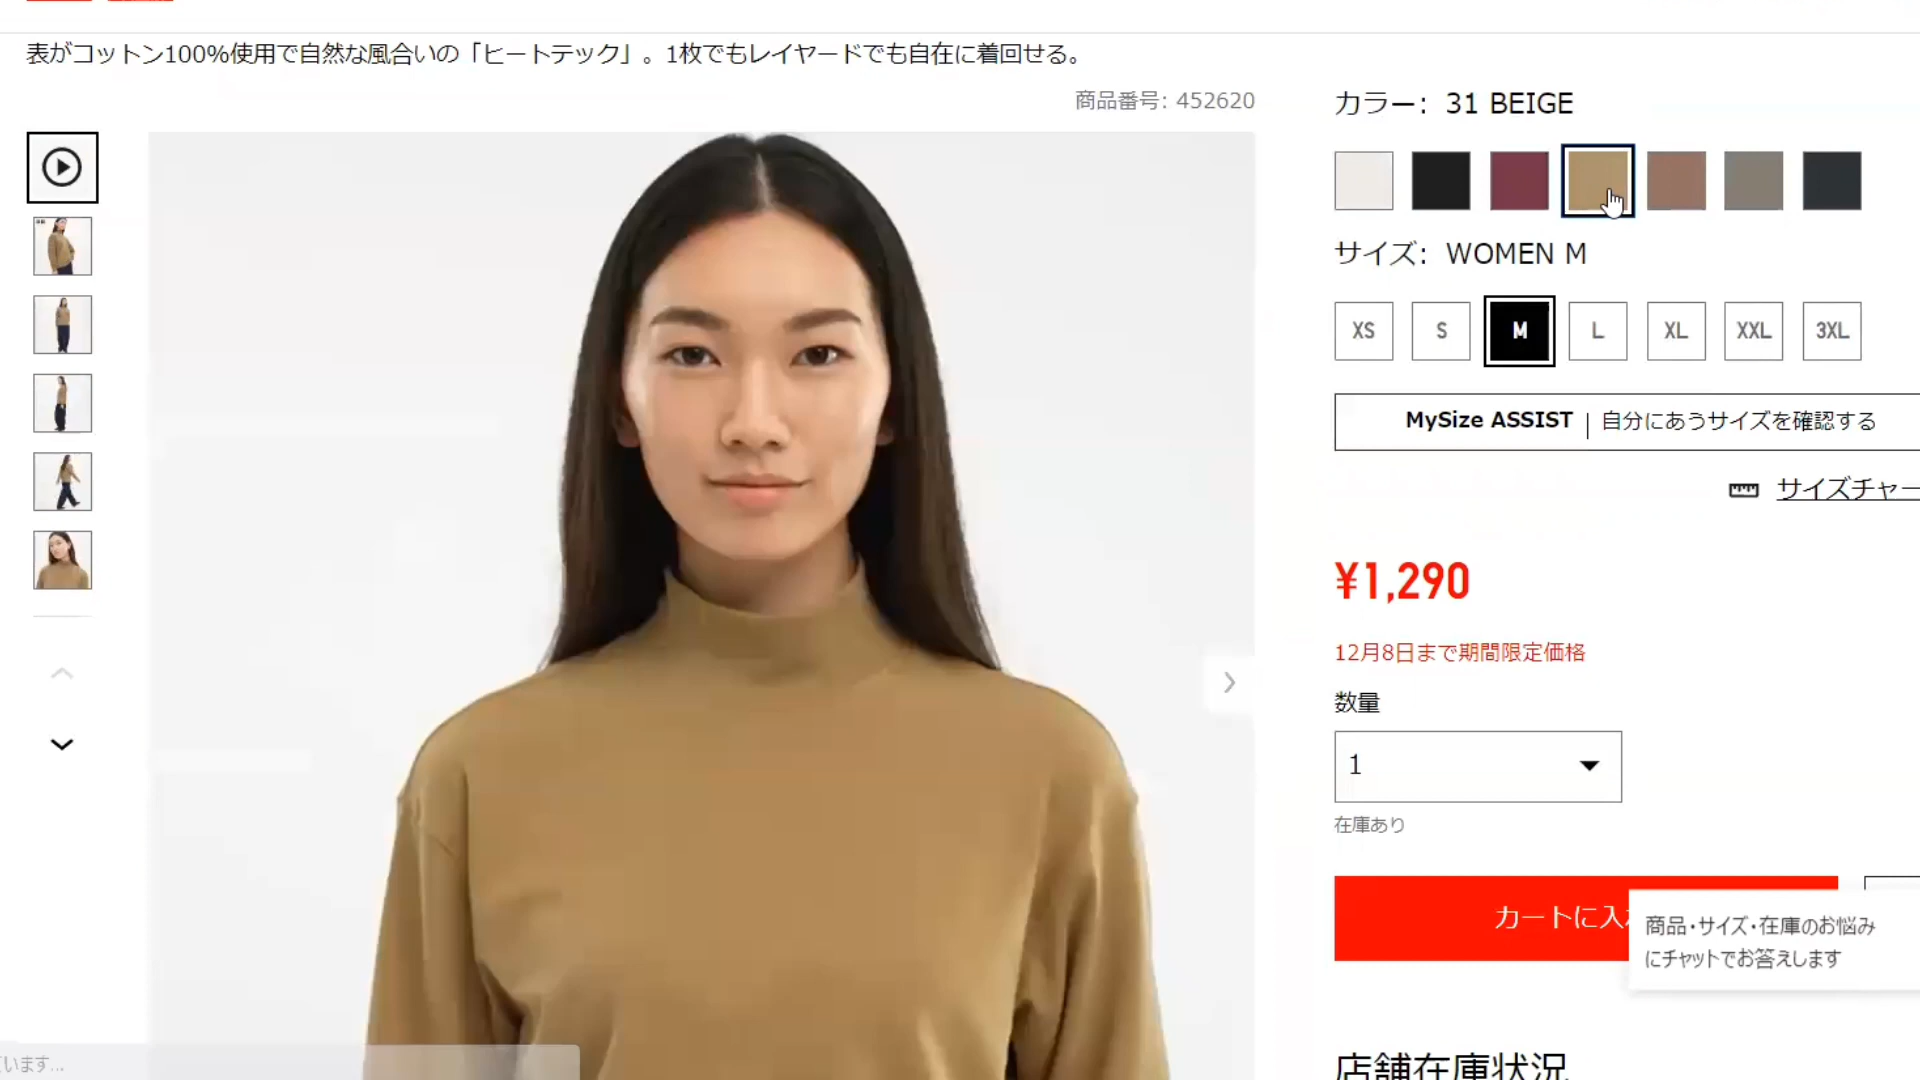 表がコットン100%使用で自然な風合いの「ヒートテック」。1枚でもレイヤードでも自在に着回せる。
商品番号: 452620
カラー: 31 BEIGE
サイズ: WOMEN M
XS S M L XL XXL 3XL
MySize ASSIST | 自分にあうサイズを確認する
サイズチャー
¥1,290
12月8日まで期間限定価格
数量
1
在庫あり
カートに入
商品・サイズ・在庫のお悩み
にチャットでお答えします
います...
店舗在庫状況